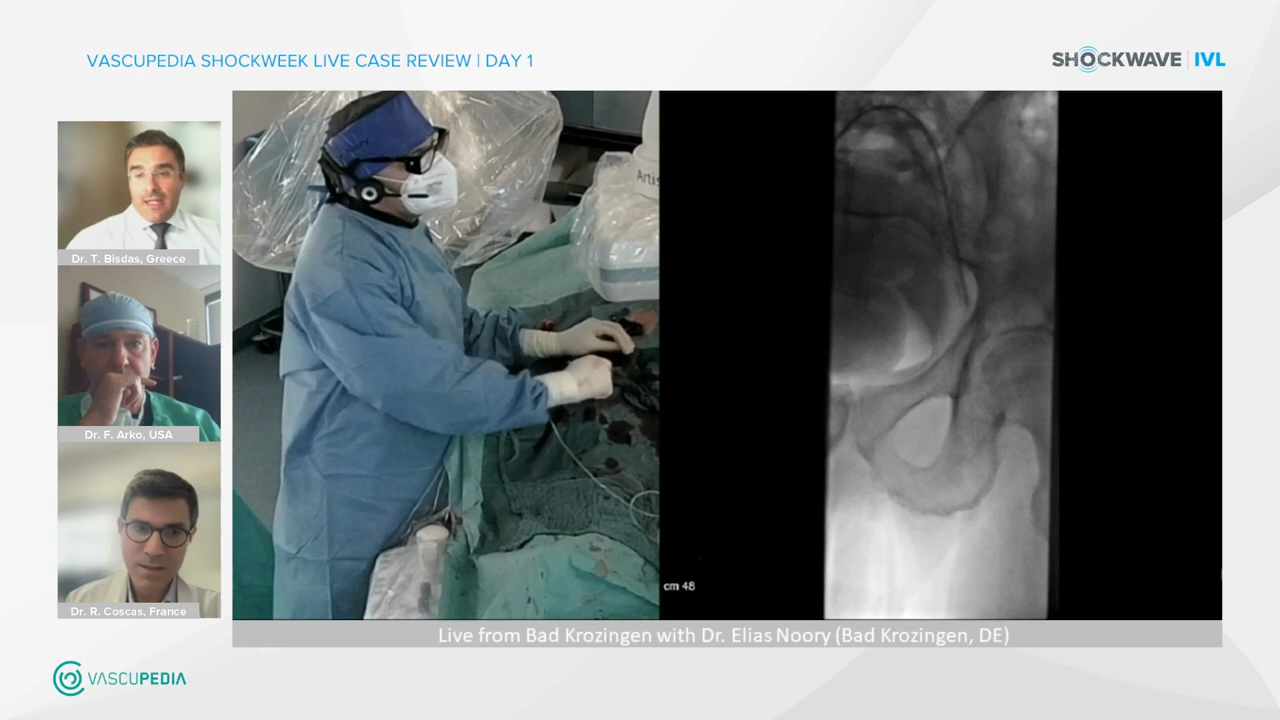 VASCUPEDIA SHOCKWEEK LIVE CASE REVIEW | DAY 1
SHOCKWAVE | IVL
Dr. T. Bisdas, Greece
Dr. F. Arko, USA
Dr. R. Coscas, France
Artis
cm 48
Live from Bad Krozingen with Dr. Elias Noory (Bad Krozingen, DE)
VASCUPEDIA